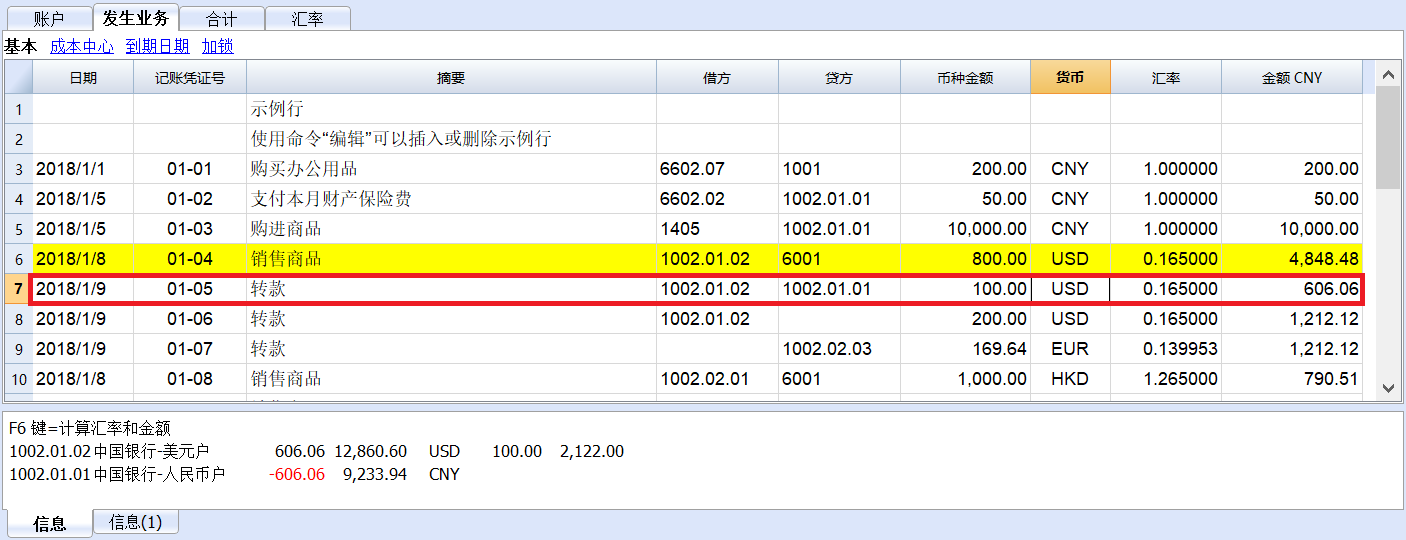 账户 发生业务 合计 汇率
基本 成本中心 到期日期 加锁
日期 记账凭证号 摘要 借方 贷方 币种金额 货币 汇率 金额 CNY
1 示例行
2 使用命令“编辑”可以插入或删除示例行
3 2018/1/1 01-01 购买办公用品 6602.07 1001 200.00 CNY 1.000000 200.00
4 2018/1/5 01-02 支付本月财产保险费 6602.02 1002.01.01 50.00 CNY 1.000000 50.00
5 2018/1/5 01-03 购进商品 1405 1002.01.01 10,000.00 CNY 1.000000 10,000.00
6 2018/1/8 01-04 销售商品 1002.01.02 6001 800.00 USD 0.165000 4,848.48
7 2018/1/9 01-05 转款 1002.01.02 1002.01.01 100.00 USD 0.165000 606.06
8 2018/1/9 01-06 转款 1002.01.02 200.00 USD 0.165000 1,212.12
9 2018/1/9 01-07 转款 1002.02.03 169.64 EUR 0.139953 1,212.12
10 2018/1/8 01-08 销售商品 1002.02.01 6001 1,000.00 HKD 1.265000 790.51
F6 键=计算汇率和金额
1002.01.02 中国银行-美元户 606.06 12,860.60 USD 100.00 2,122.00
1002.01.01 中国银行-人民币户 -606.06 9,233.94 CNY
信息 信息(1)